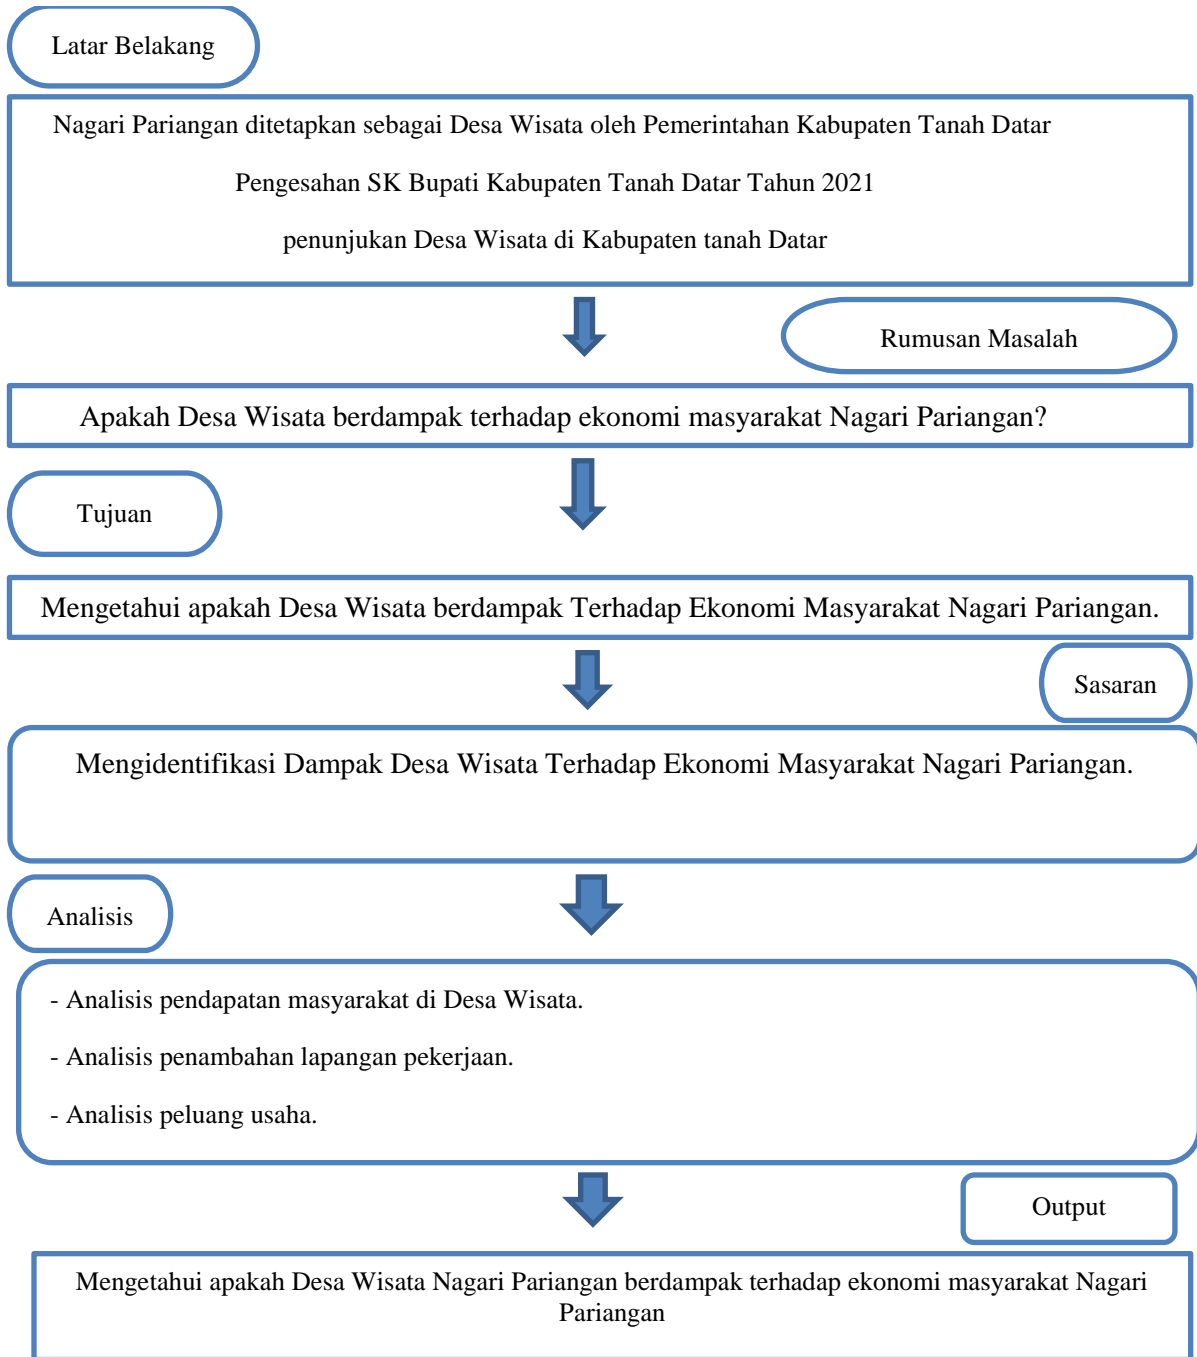 Latar Belakang
Nagari Pariangan ditetapkan sebagai Desa Wisata oleh Pemerintahan Kabupaten Tanah Datar
Pengesahan SK Bupati Kabupaten Tanah Datar Tahun 2021
penunjukan Desa Wisata di Kabupaten tanah Datar
Rumusan Masalah
Apakah Desa Wisata berdampak terhadap ekonomi masyarakat Nagari Pariangan?
Tujuan
Mengetahui apakah Desa Wisata berdampak Terhadap Ekonomi Masyarakat Nagari Pariangan.
Sasaran
Mengidentifikasi Dampak Desa Wisata Terhadap Ekonomi Masyarakat Nagari Pariangan.
Analisis
- Analisis pendapatan masyarakat di Desa Wisata.
- Analisis penambahan lapangan pekerjaan.
- Analisis peluang usaha.
Output
Mengetahui apakah Desa Wisata Nagari Pariangan berdampak terhadap ekonomi masyarakat Nagari
Pariangan